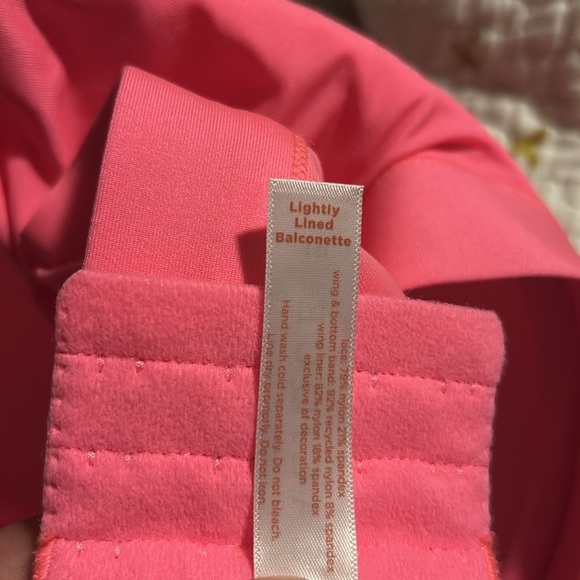 Lightly
Lined
Balconette
lace: 79% nylon 21% spandex
wing & bottom band: 92% recycled nylon 8% spandex
wing liner: 82% nylon 18% spandex
exclusive of decoration
Hand wash cold separately. Do not bleach.
Line dry promptly. Do not iron.